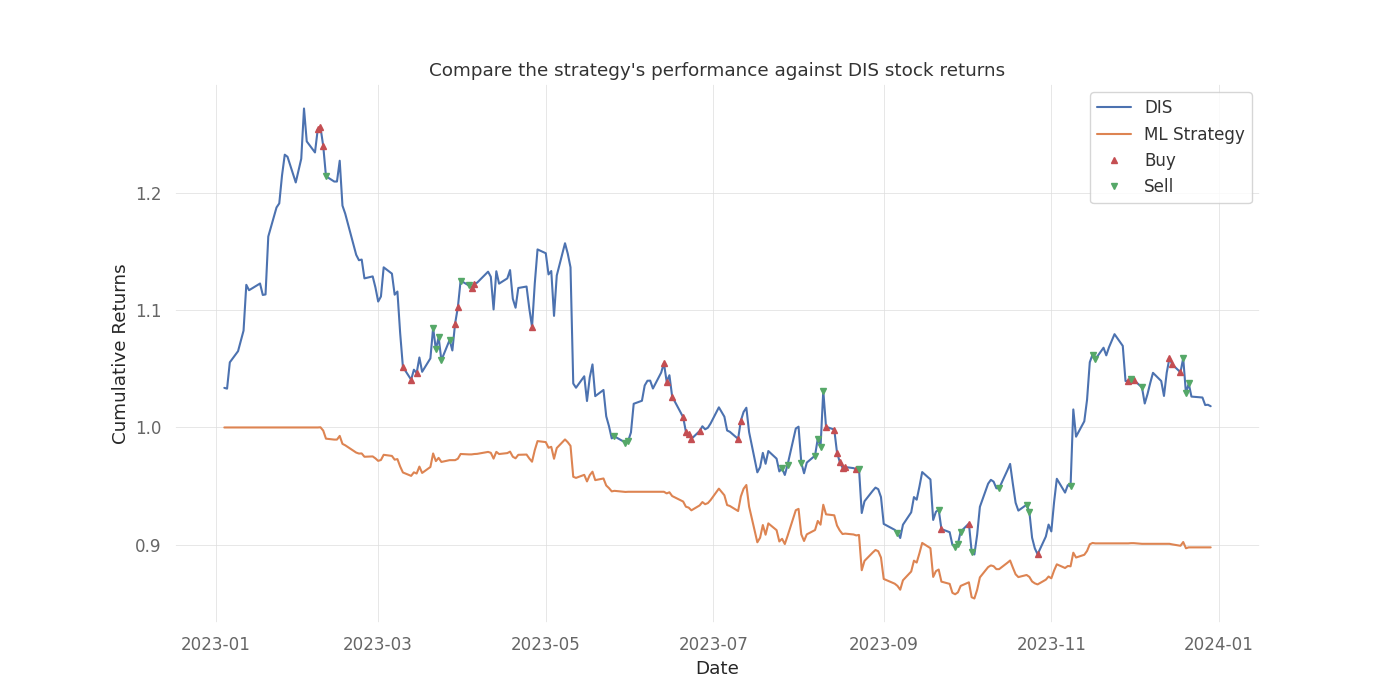 Compare the strategy's performance against DIS stock returns
DIS
ML Strategy
Buy
Sell
Cumulative Returns
1.2
1.1
1.0
0.9
2023-01
2023-03
2023-05
2023-07
2023-09
2023-11
2024-01
Date